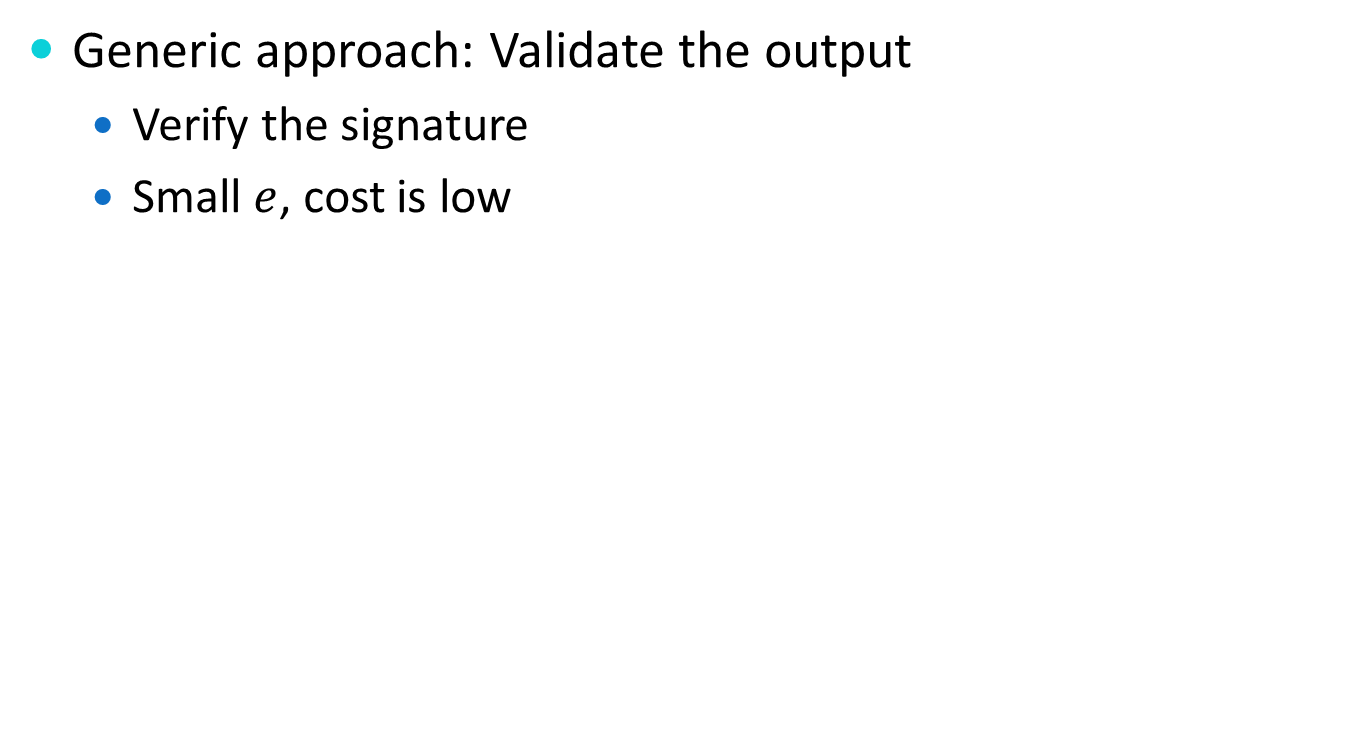 • Generic approach: Validate the output
• Verify the signature
• Small e, cost is low